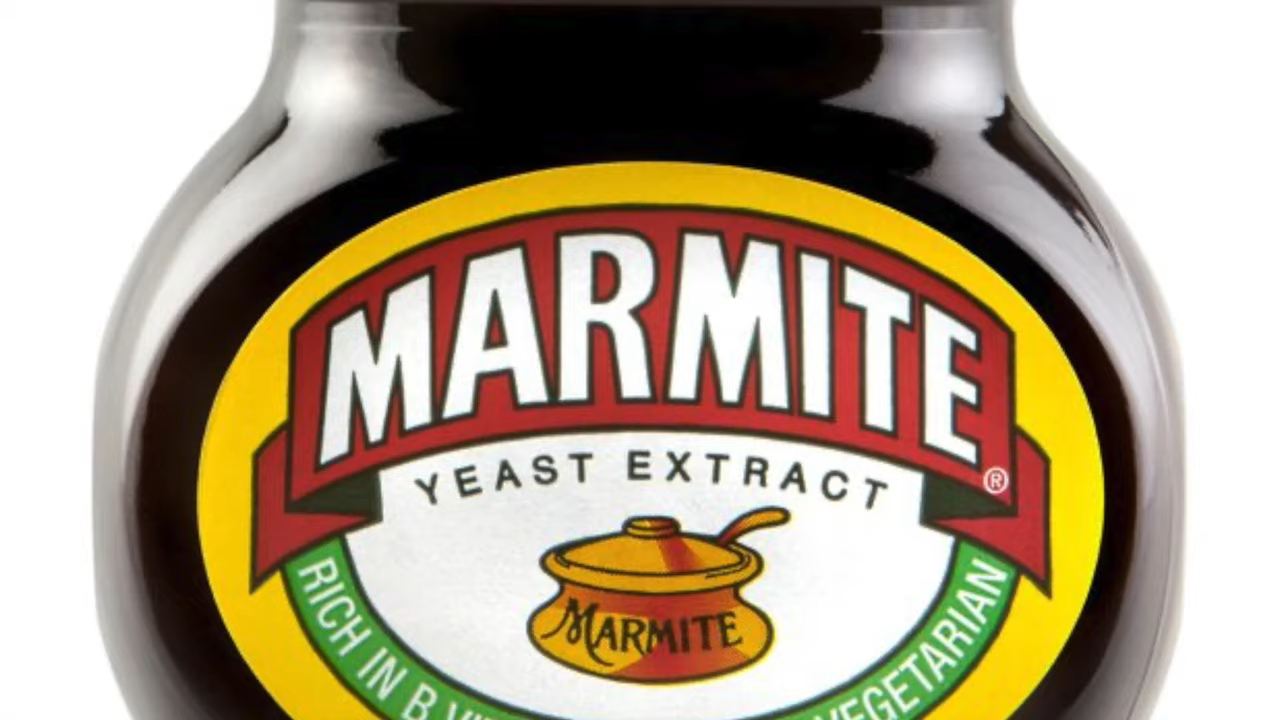 MARMITE®
YEAST EXTRACT
MARMITE
RICH IN B
VEGETARIAN